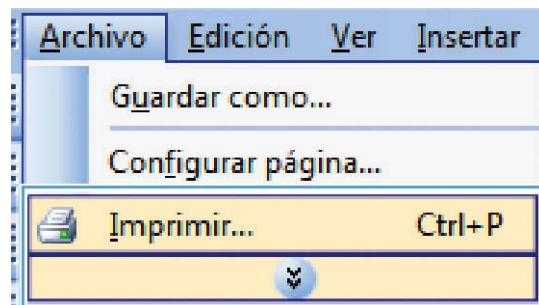 Archivo Edición Ver Insertar
Guardar como...
Configurar página...
Imprimir... Ctrl+P